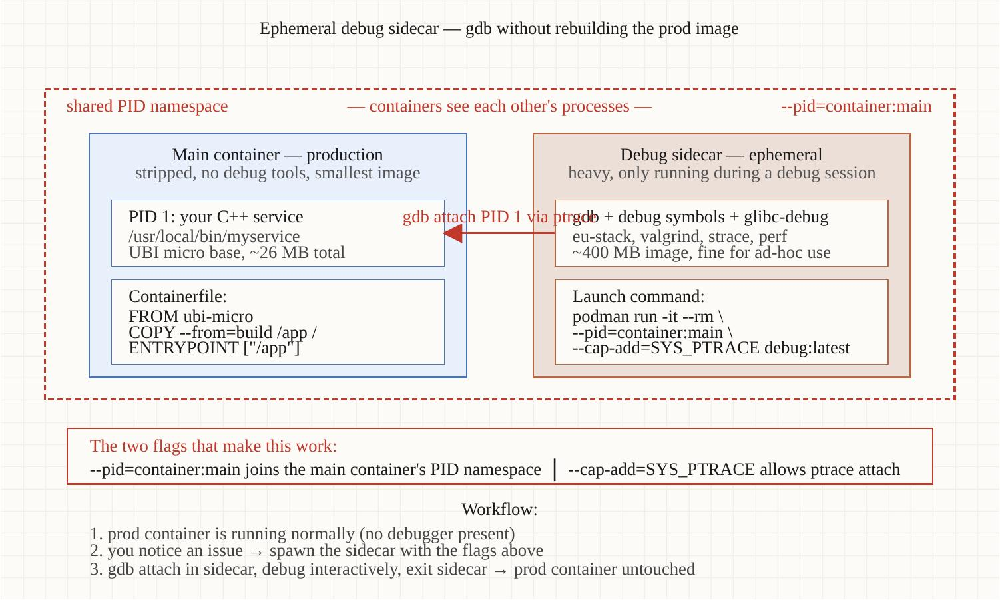 Ephemeral debug sidecar — gdb without rebuilding the prod image
shared PID namespace
— containers see each other's processes —
--pid=container:main
Main container — production
stripped, no debug tools, smallest image
PID 1: your C++ service
/usr/local/bin/myservice
UBI micro base, ~26 MB total
Containerfile:
FROM ubi-micro
COPY --from=build /app /
ENTRYPOINT ["/app"]
gdb attach PID 1 via ptrace
Debug sidecar — ephemeral
heavy, only running during a debug session
gdb + debug symbols + glibc-debug
eu-stack, valgrind, strace, perf
~400 MB image, fine for ad-hoc use
Launch command:
podman run -it --rm \
--pid=container:main \
--cap-add=SYS_PTRACE debug:latest
The two flags that make this work:
--pid=container:main joins the main container's PID namespace | --cap-add=SYS_PTRACE allows ptrace attach
Workflow:
1. prod container is running normally (no debugger present)
2. you notice an issue → spawn the sidecar with the flags above
3. gdb attach in sidecar, debug interactively, exit sidecar → prod container untouched